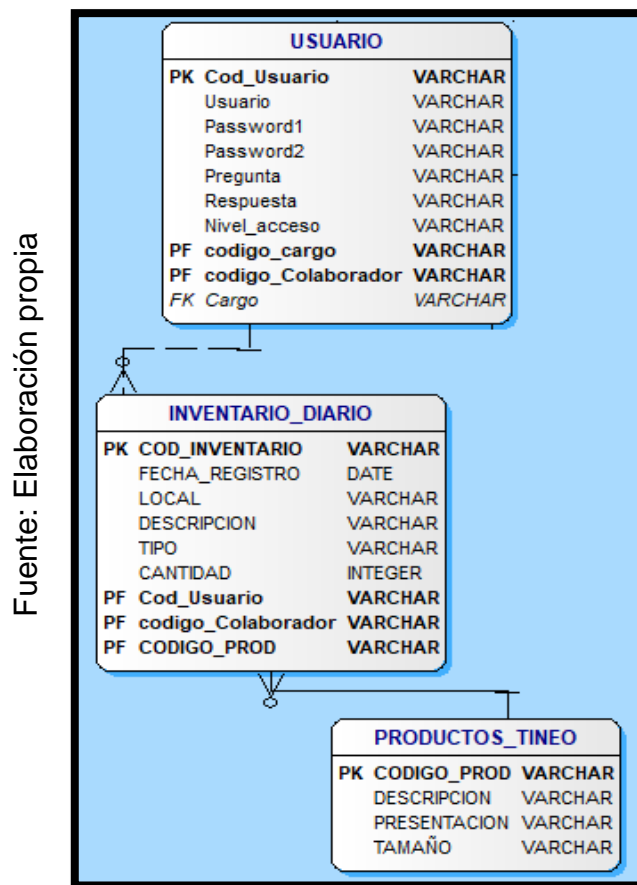 Fuente: Elaboración propia
USUARIO
PK Cod_Usuario VARCHAR
Usuario VARCHAR
Password1 VARCHAR
Password2 VARCHAR
Pregunta VARCHAR
Respuesta VARCHAR
Nivel_acceso VARCHAR
PF codigo_cargo VARCHAR
PF codigo_Colaborador VARCHAR
FK Cargo VARCHAR
INVENTARIO_DIARIO
PK COD_INVENTARIO VARCHAR
FECHA_REGISTRO DATE
LOCAL VARCHAR
DESCRIPCION VARCHAR
TIPO VARCHAR
CANTIDAD INTEGER
PF Cod_Usuario VARCHAR
PF codigo_Colaborador VARCHAR
PF CODIGO_PROD VARCHAR
PRODUCTOS_TINEO
PK CODIGO_PROD VARCHAR
DESCRIPCION VARCHAR
PRESENTACION VARCHAR
TAMAÑO VARCHAR